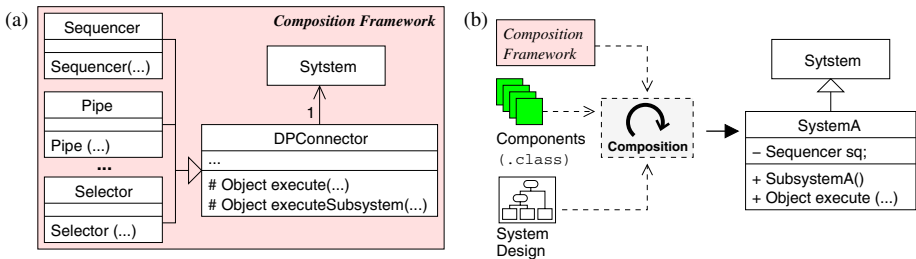 (a)
Composition Framework
Sequencer
Sequencer(...)
Pipe
Pipe (...)
...
Selector
Selector (...)
Sytstem
1
DPConnector
...
# Object execute(...)
# Object executeSubsystem(...)
(b)
Composition
Framework
Components
(.class)
System
Design
Composition
Sytstem
SystemA
– Sequencer sq;
+ SubsystemA()
+ Object execute (...)